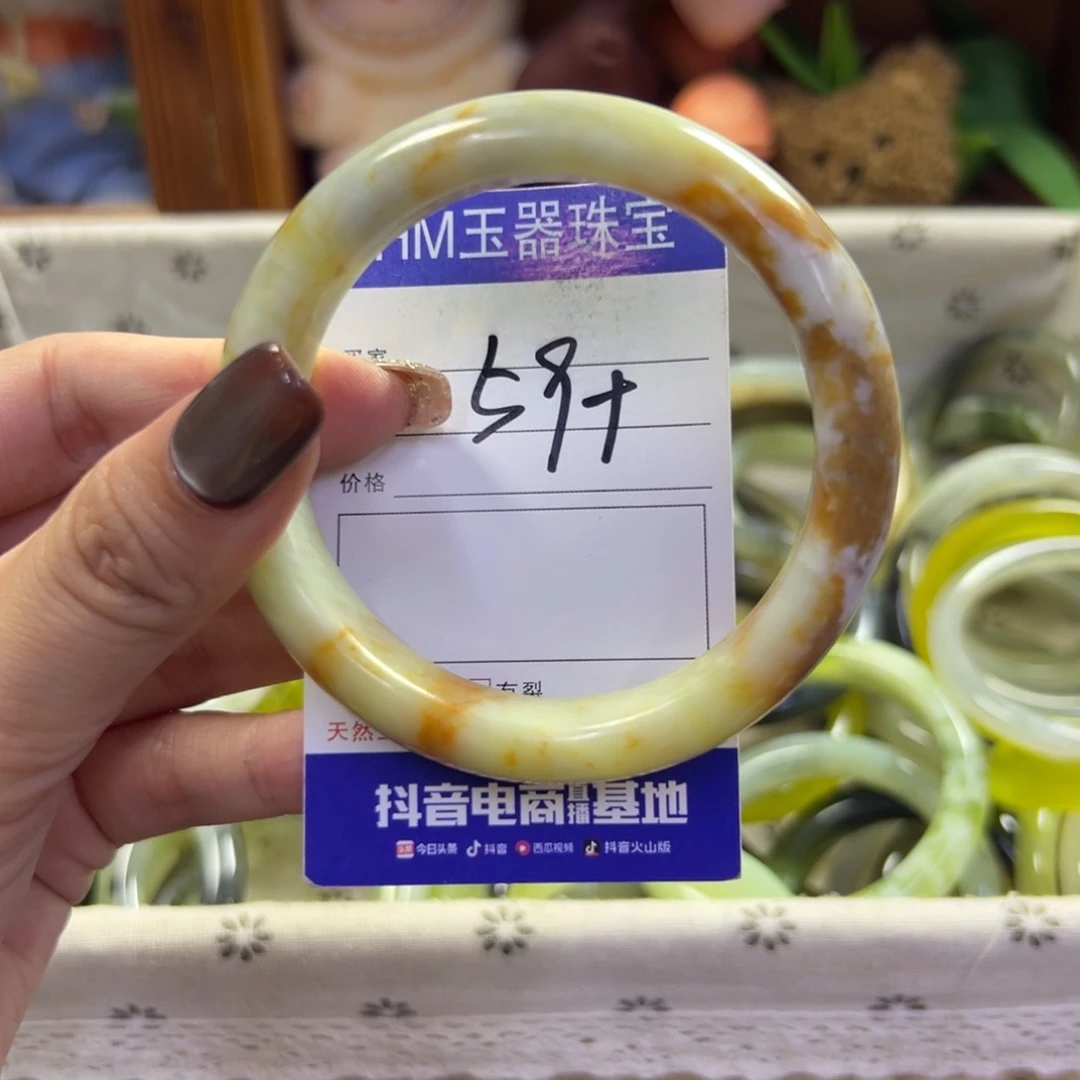 HM玉器珠宝
59+
价格
有裂
天然
抖音电商直播基地
今日头条 抖音 西瓜视频 抖音火山版